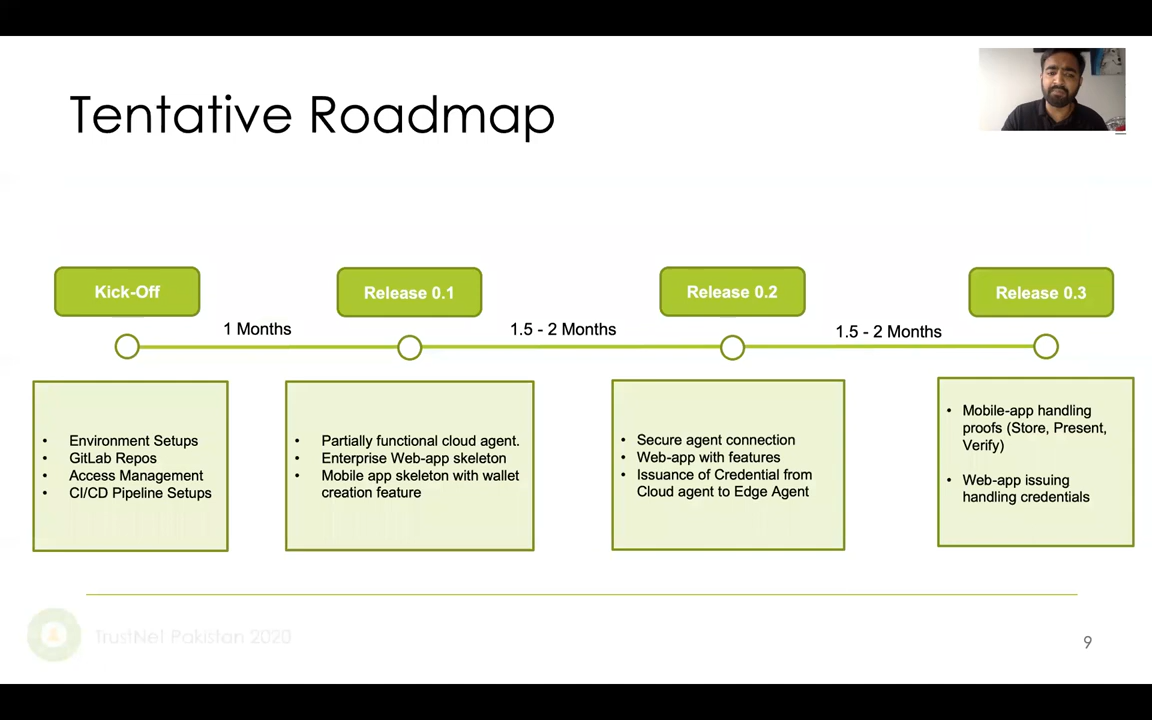 Tentative Roadmap
Kick-Off
Release 0.1
Release 0.2
Release 0.3
1 Months
1.5 - 2 Months
1.5 - 2 Months
• Environment Setups
• GitLab Repos
• Access Management
• CI/CD Pipeline Setups
• Partially functional cloud agent.
• Enterprise Web-app skeleton
• Mobile app skeleton with wallet
creation feature
• Secure agent connection
• Web-app with features
• Issuance of Credential from
Cloud agent to Edge Agent
• Mobile-app handling
proofs (Store, Present,
Verify)
• Web-app issuing
handling credentials
TrustNet Pakistan 2020
9